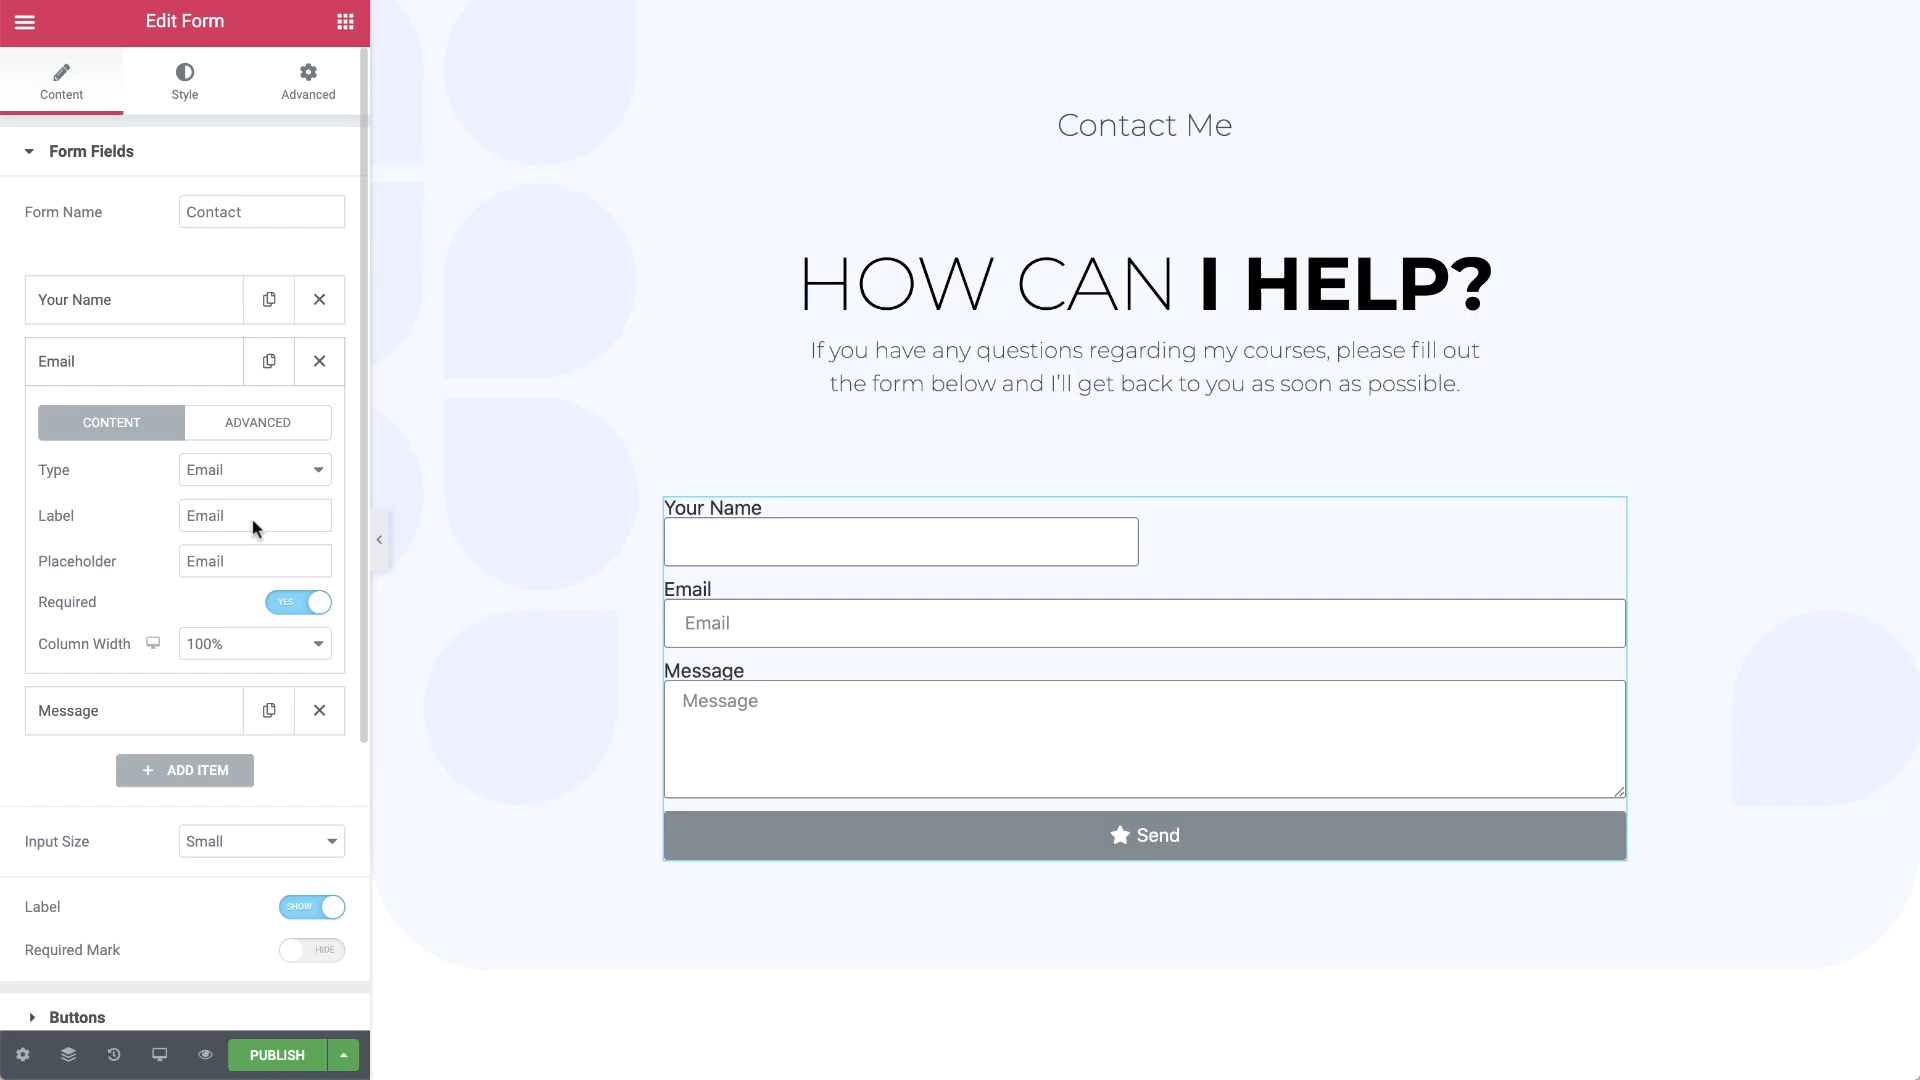 Edit Form
Content
Style
Advanced
Form Fields
Form Name
Contact
Your Name
Email
CONTENT
ADVANCED
Type
Email
Label
Email
Placeholder
Email
Required
YES
Column Width
100%
Message
+ ADD ITEM
Input Size
Small
Label
SHOW
Required Mark
HIDE
Buttons
PUBLISH
Contact Me
HOW CAN I HELP?
If you have any questions regarding my courses, please fill out
the form below and I’ll get back to you as soon as possible.
Your Name
Email
Email
Message
Message
Send